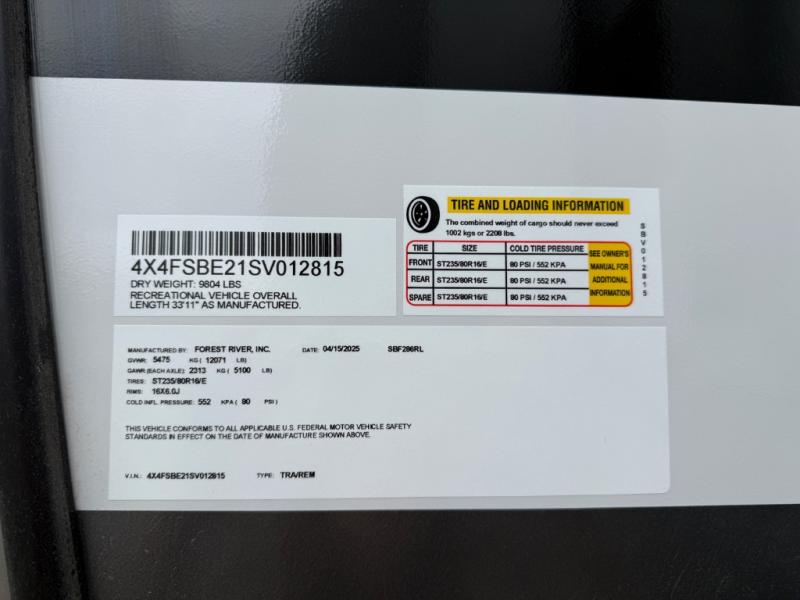 4X4FSBE21SV012815
DRY WEIGHT: 9804 LBS
RECREATIONAL VEHICLE OVERALL
LENGTH 33'11" AS MANUFACTURED.
TIRE AND LOADING INFORMATION
The combined weight of cargo should never exceed
1002 kgs or 2208 lbs.
TIRE SIZE COLD TIRE PRESSURE
FRONT ST235/80R16/E 80 PSI / 552 KPA
REAR ST235/80R16/E 80 PSI / 552 KPA
SPARE ST235/80R16/E 80 PSI / 552 KPA
SEE OWNER'S
MANUAL FOR
ADDITIONAL
INFORMATION
SBV012815
MANUFACTURED BY: FOREST RIVER, INC. DATE: 04/15/2025 SBF286RL
GVWR: 5475 KG ( 12071 LB)
GAWR (EACH AXLE): 2313 KG ( 5100 LB)
TIRES: ST235/80R16/E
RIMS: 16X6.0J
COLD INFL. PRESSURE: 552 KPA ( 80 PSI)
THIS VEHICLE CONFORMS TO ALL APPLICABLE U.S. FEDERAL MOTOR VEHICLE SAFETY
STANDARDS IN EFFECT ON THE DATE OF MANUFACTURE SHOWN ABOVE.
V.I.N.: 4X4FSBE21SV012815 TYPE: TRA/REM